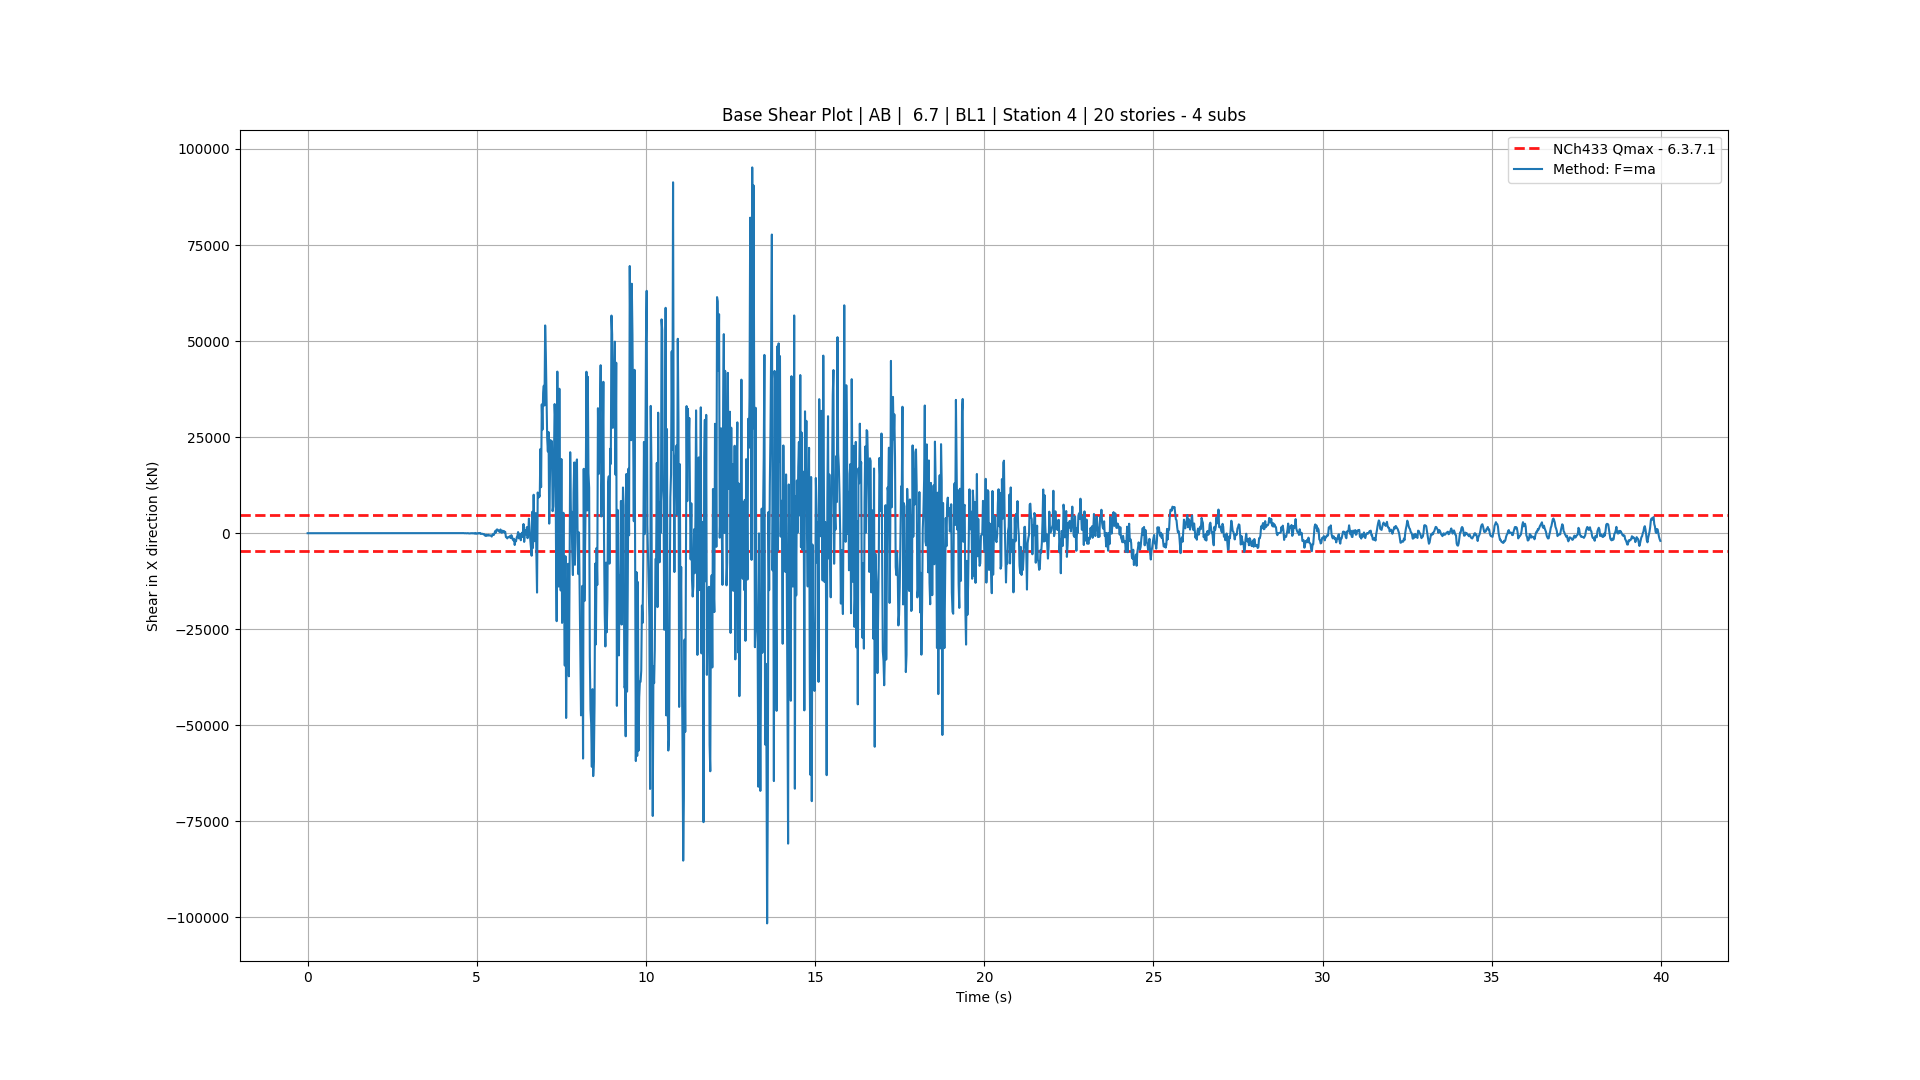 Base Shear Plot | AB |  6.7 | BL1 | Station 4 | 20 stories - 4 subs
NCh433 Qmax - 6.3.7.1
Method: F=ma
Shear in X direction (kN)
100000
75000
50000
25000
0
−25000
−50000
−75000
−100000
0 5 10 15 20 25 30 35 40
Time (s)